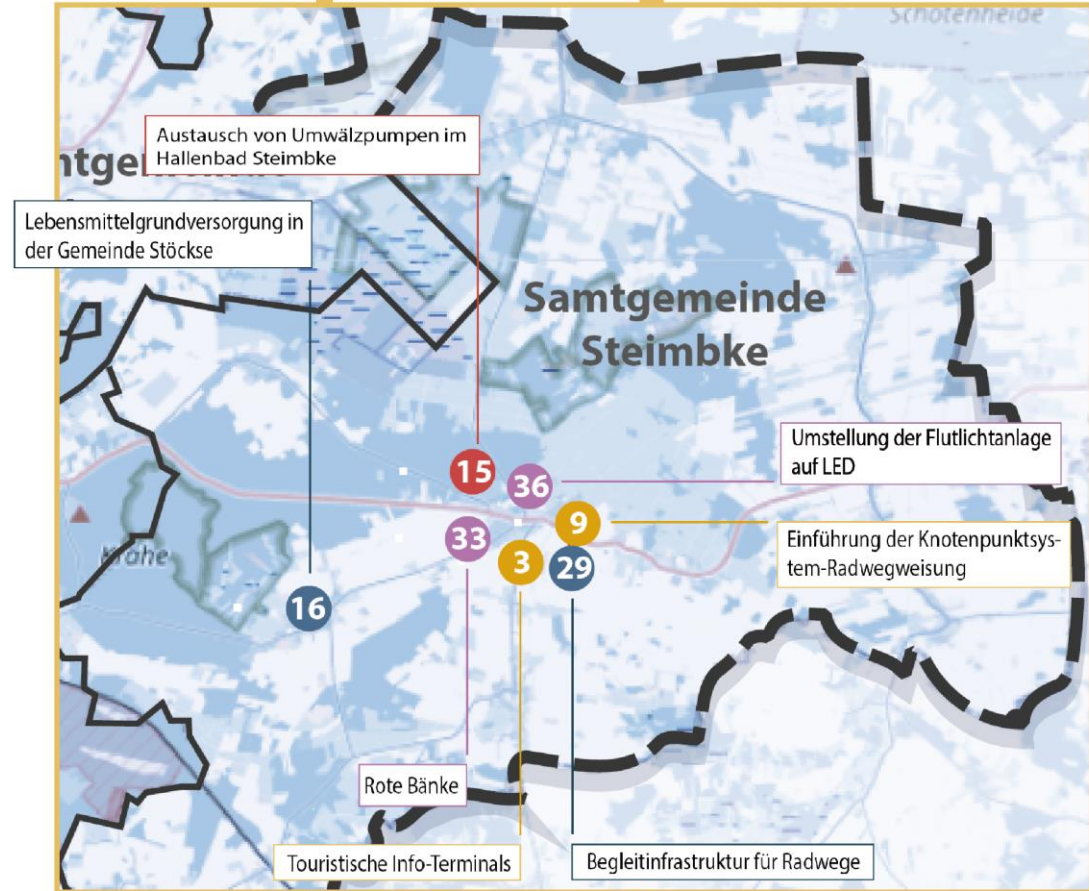 Schotenheide
Austausch von Umwälzpumpen im
Hallenbad Steimbke
Lebensmittelgrundversorgung in
der Gemeinde Stöckse
Samtgemeinde
Steimbke
Umstellung der Flutlichtanlage
auf LED
15
36
9
33
3
29
16
Einführung der Knotenpunktsys-
tem-Radwegweisung
Krähe
Rote Bänke
Touristische Info-Terminals
Begleitinfrastruktur für Radwege